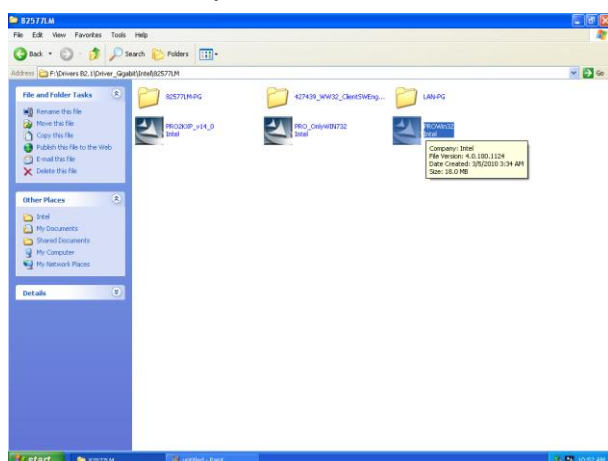 82577LM
File Edit View Favorites Tools Help
Back Search Folders
Address F:\Drivers B2.1\Driver_Gigabit\Intel\82577LM Go
File and Folder Tasks
Rename this file
Move this file
Copy this file
Publish this file to the Web
E-mail this file
Delete this file
Other Places
Intel
My Documents
Shared Documents
My Computer
My Network Places
Details
82577LM-PG
427439_WW32_ClientSWEng...
LAN-PG
PRO2KXP_v14_0
Intel
PRO_OnlyWIN732
Intel
PROWin32
Intel
Company: Intel
File Version: 4.0.100.1124
Date Created: 3/5/2010 3:34 AM
Size: 18.0 MB
start 82577LM untitled - Paint 10:52 AM